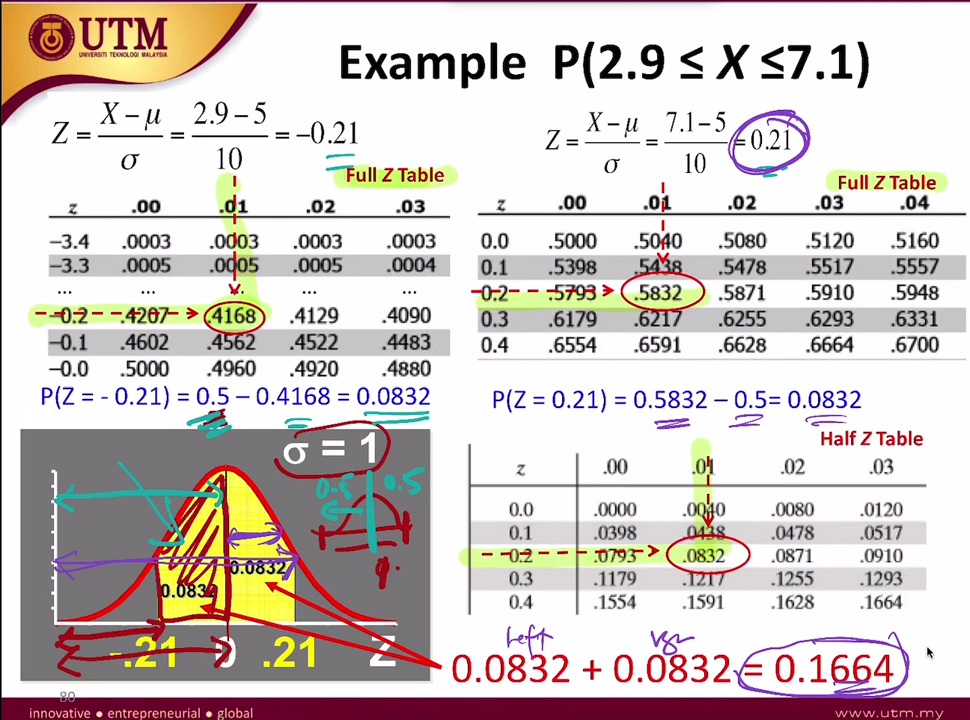 UTM
UNIVERSITI TEKNOLOGI MALAYSIA
Example P(2.9 ≤ X ≤7.1)
Z = (X − μ)/σ = (2.9 − 5)/10 = −0.21
Full Z Table
z .00 .01 .02 .03
−3.4 .0003 .0003 .0003 .0003
−3.3 .0005 .0005 .0005 .0004
... ... ... ... ...
−0.2 .4207 .4168 .4129 .4090
−0.1 .4602 .4562 .4522 .4483
−0.0 .5000 .4960 .4920 .4880
P(Z = - 0.21) = 0.5 – 0.4168 = 0.0832
Z = (X − μ)/σ = (7.1 − 5)/10 = 0.21
Full Z Table
z .00 .01 .02 .03 .04
0.0 .5000 .5040 .5080 .5120 .5160
0.1 .5398 .5438 .5478 .5517 .5557
0.2 .5793 .5832 .5871 .5910 .5948
0.3 .6179 .6217 .6255 .6293 .6331
0.4 .6554 .6591 .6628 .6664 .6700
P(Z = 0.21) = 0.5832 – 0.5= 0.0832
σ = 1
0.5 0.5
0.0832
0.0832
-.21 0 .21 Z
Half Z Table
z .00 .01 .02 .03
0.0 .0000 .0040 .0080 .0120
0.1 .0398 .0438 .0478 .0517
0.2 .0793 .0832 .0871 .0910
0.3 .1179 .1217 .1255 .1293
0.4 .1554 .1591 .1628 .1664
Left
0.0832 + 0.0832 = 0.1664
80
innovative ● entrepreneurial ● global
www.utm.my